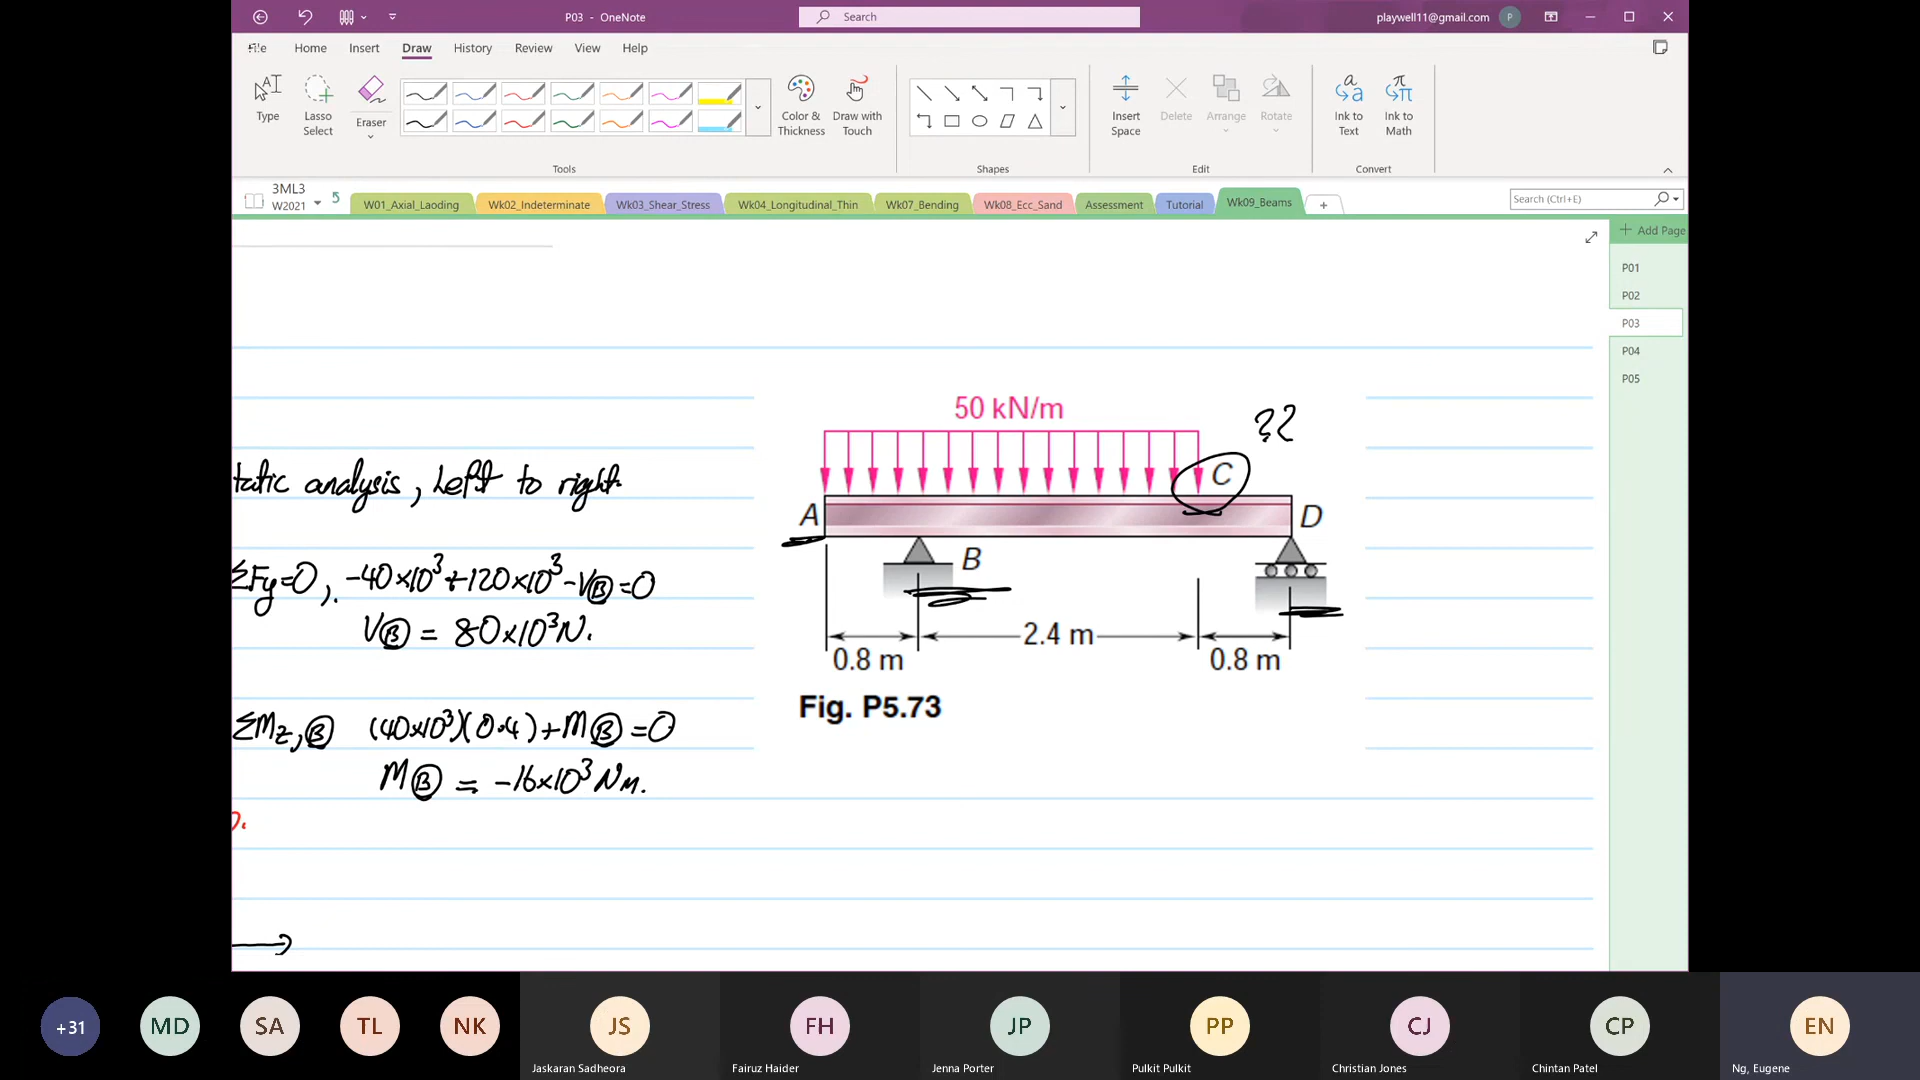 P03 - OneNote
Search
playwell11@gmail.com
P
File Home Insert Draw History Review View Help
Type
Lasso Select
Eraser
Color & Thickness
Draw with Touch
Insert Space
Delete
Arrange
Rotate
Ink to Text
Ink to Math
Tools
Shapes
Edit
Convert
3ML3 W2021
W01_Axial_Laoding
Wk02_Indeterminate
Wk03_Shear_Stress
Wk04_Longitudinal_Thin
Wk07_Bending
Wk08_Ecc_Sand
Assessment
Tutorial
Wk09_Beams
Search (Ctrl+E)
Add Page
P01
P02
P03
P04
P05
tatic analysis, Left to right.
ΣFy=0, -40×10³+120×10³-VⒷ=0
VⒷ = 80×10³N.
ΣMz,Ⓑ (40×10³)(0.4)+MⒷ=0
MⒷ = -16×10³ Nm.
50 kN/m
??
C
A
D
B
2.4 m
0.8 m
0.8 m
Fig. P5.73
+31
MD
SA
TL
NK
JS
FH
JP
PP
CJ
CP
EN
Jaskaran Sadheora
Fairuz Haider
Jenna Porter
Pulkit Pulkit
Christian Jones
Chintan Patel
Ng, Eugene